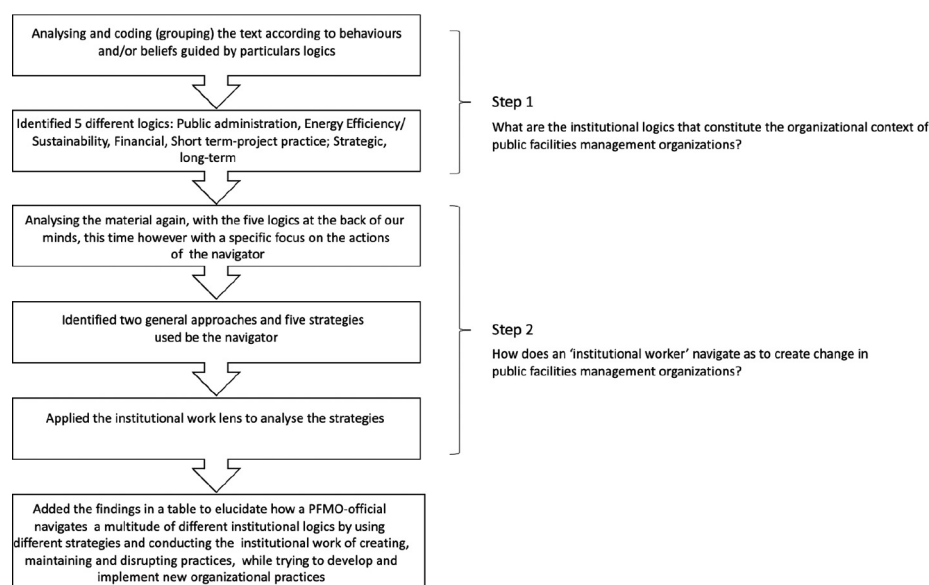 Analysing and coding (grouping) the text according to behaviours
and/or beliefs guided by particulars logics
Identified 5 different logics: Public administration, Energy Efficiency/
Sustainability, Financial, Short term-project practice; Strategic,
long-term
Step 1
What are the institutional logics that constitute the organizational context of
public facilities management organizations?
Analysing the material again, with the five logics at the back of our
minds, this time however with a specific focus on the actions
of the navigator
Identified two general approaches and five strategies
used be the navigator
Applied the institutional work lens to analyse the strategies
Step 2
How does an ‘institutional worker’ navigate as to create change in
public facilities management organizations?
Added the findings in a table to elucidate how a PFMO-official
navigates a multitude of different institutional logics by using
different strategies and conducting the institutional work of creating,
maintaining and disrupting practices, while trying to develop and
implement new organizational practices